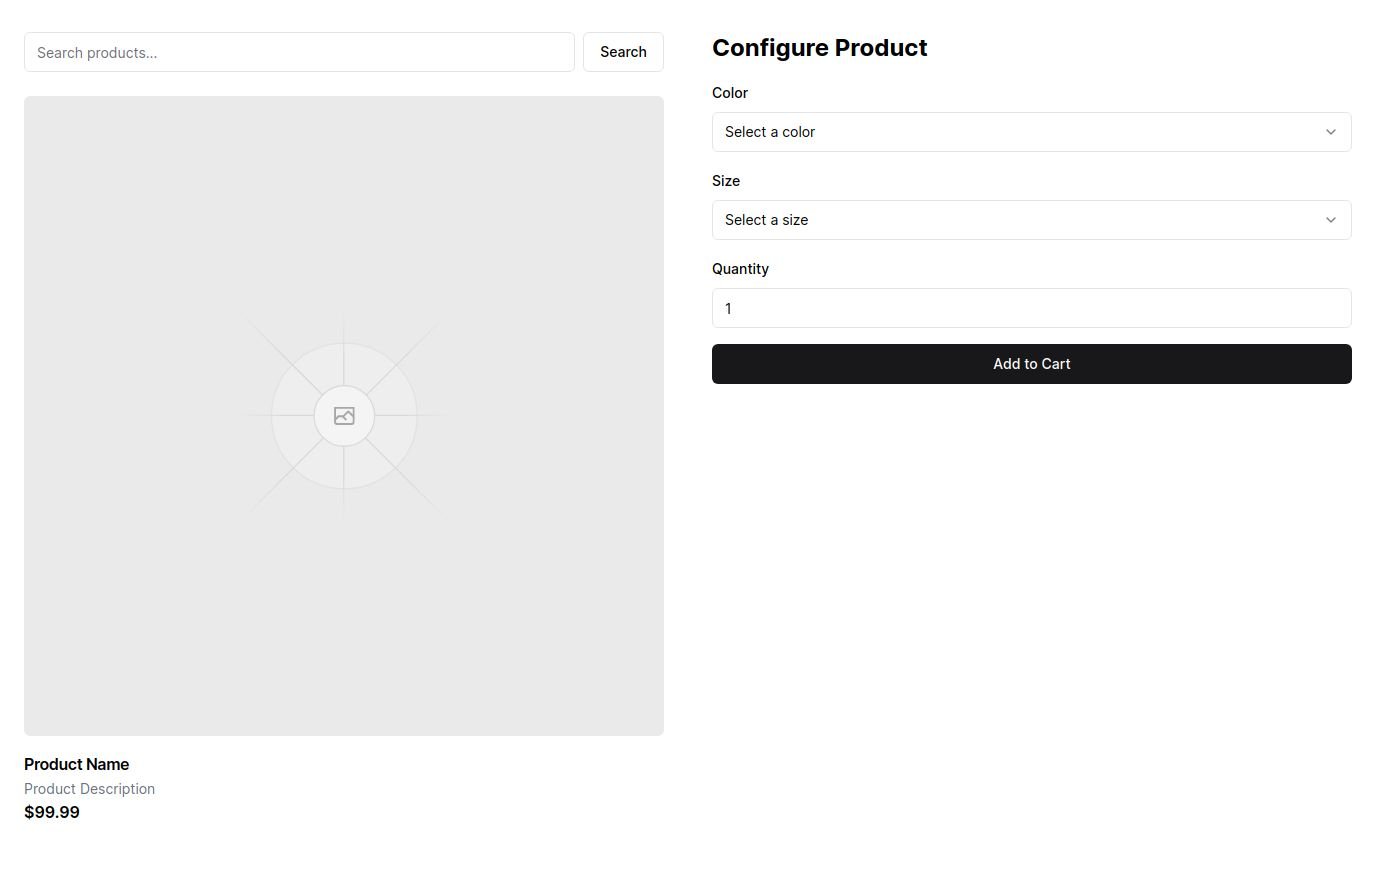 Search products...
Search
Product Name
Product Description
$99.99
Configure Product
Color
Select a color
Size
Select a size
Quantity
1
Add to Cart